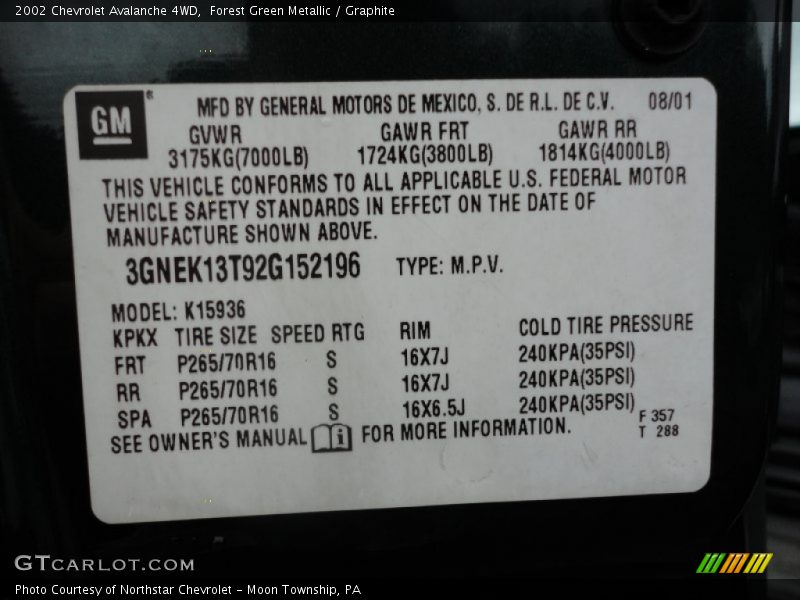 2002 Chevrolet Avalanche 4WD, Forest Green Metallic / Graphite
GM®
MFD BY GENERAL MOTORS DE MEXICO, S. DE R.L. DE C.V. 08/01
GVWR GAWR FRT GAWR RR
3175KG(7000LB) 1724KG(3800LB) 1814KG(4000LB)
THIS VEHICLE CONFORMS TO ALL APPLICABLE U.S. FEDERAL MOTOR
VEHICLE SAFETY STANDARDS IN EFFECT ON THE DATE OF
MANUFACTURE SHOWN ABOVE.
3GNEK13T92G152196 TYPE: M.P.V.
MODEL: K15936
KPKX TIRE SIZE SPEED RTG RIM COLD TIRE PRESSURE
FRT P265/70R16 S 16X7J 240KPA(35PSI)
RR P265/70R16 S 16X7J 240KPA(35PSI)
SPA P265/70R16 S 16X6.5J 240KPA(35PSI)
SEE OWNER'S MANUAL i FOR MORE INFORMATION.
F 357
T 288
GTCARLOT.COM
Photo Courtesy of Northstar Chevrolet - Moon Township, PA